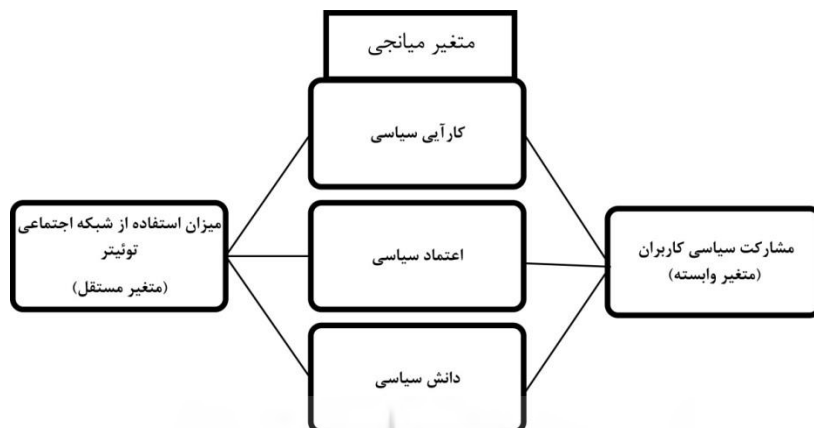 متغیر میانجی
کارآیی سیاسی
میزان استفاده از شبکه اجتماعی
توئیتر
(متغیر مستقل)
اعتماد سیاسی
مشارکت سیاسی کاربران
(متغیر وابسته)
دانش سیاسی